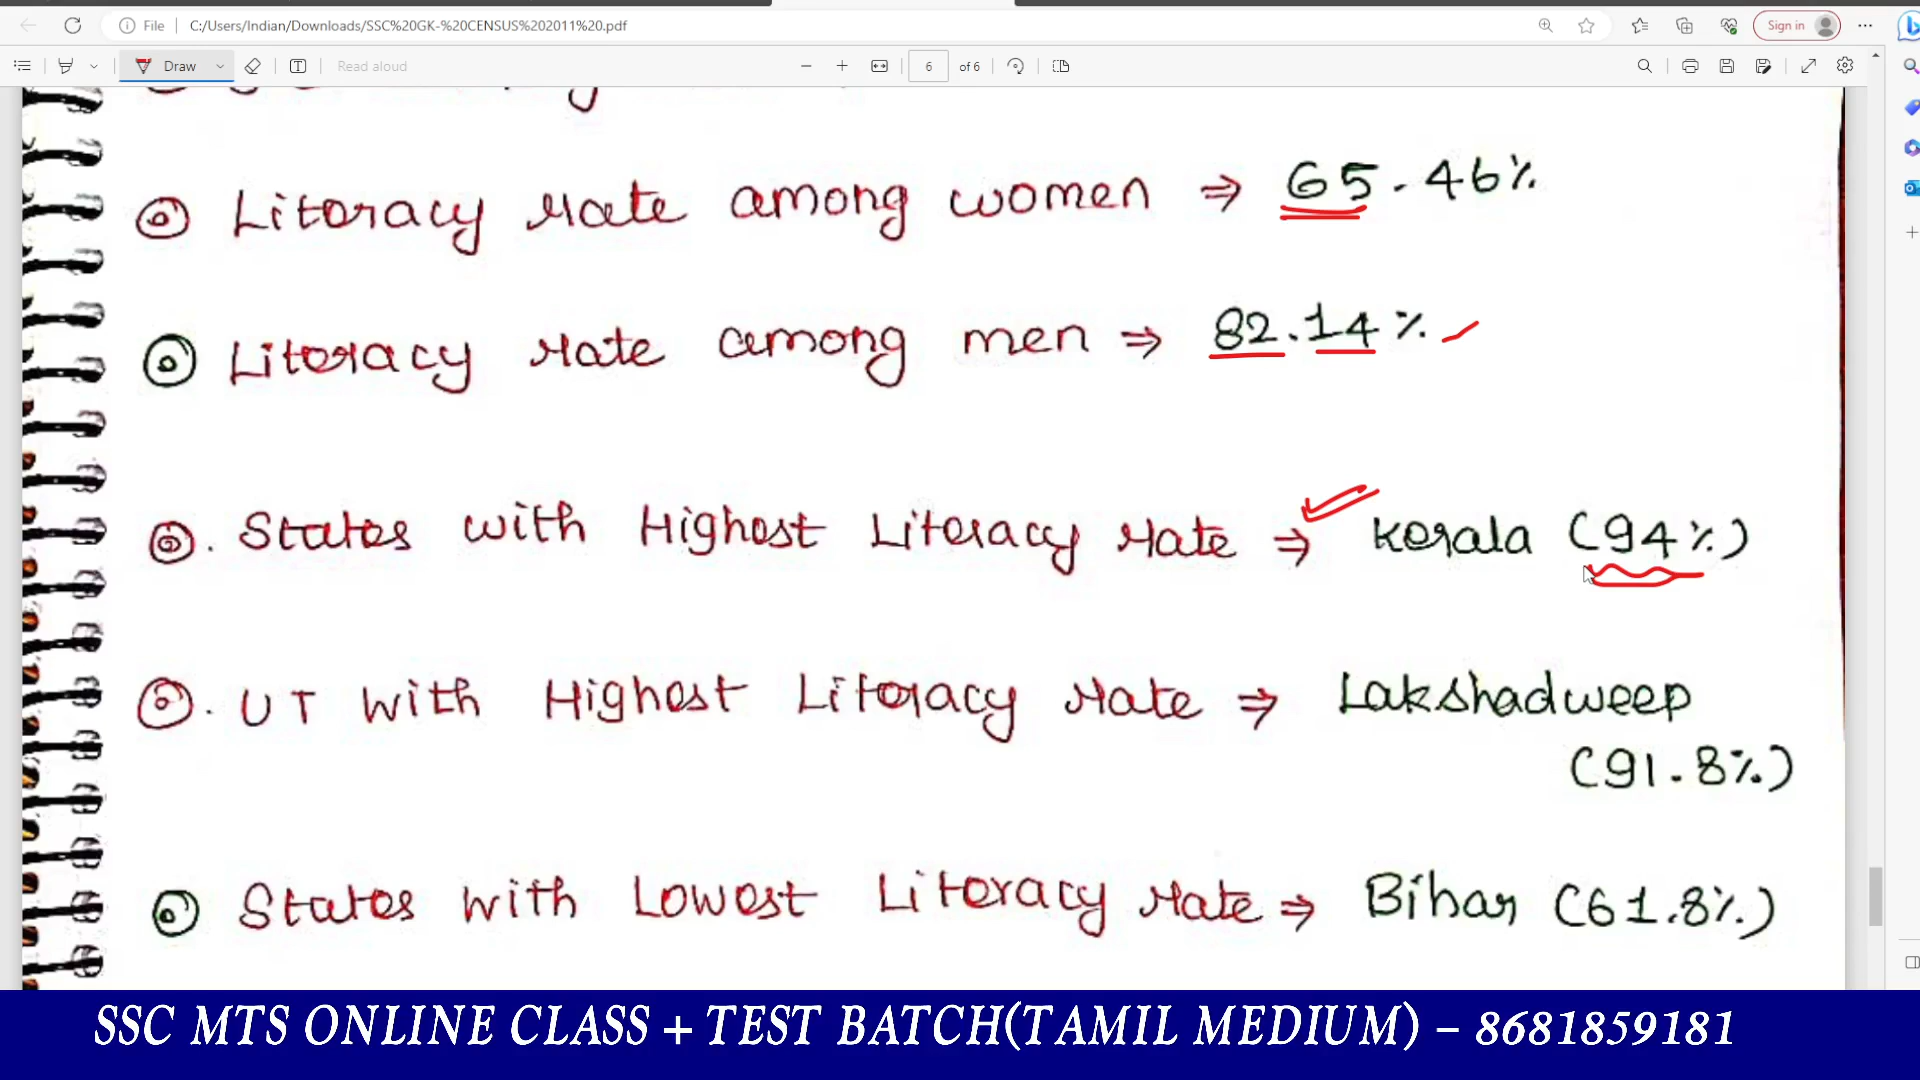 File C:/Users/Indian/Downloads/SSC%20GK-%20CENSUS%202011%20.pdf Sign in
Draw Read aloud 6 of 6
Literacy rate among women ⇒ 65.46%
Literacy rate among men ⇒ 82.14%
States with Highest Literacy rate ⇒ Kerala (94%)
UT with Highest Literacy rate ⇒ Lakshadweep
(91.8%)
States with Lowest Literacy rate ⇒ Bihar (61.8%)
SSC MTS ONLINE CLASS + TEST BATCH(TAMIL MEDIUM) – 8681859181